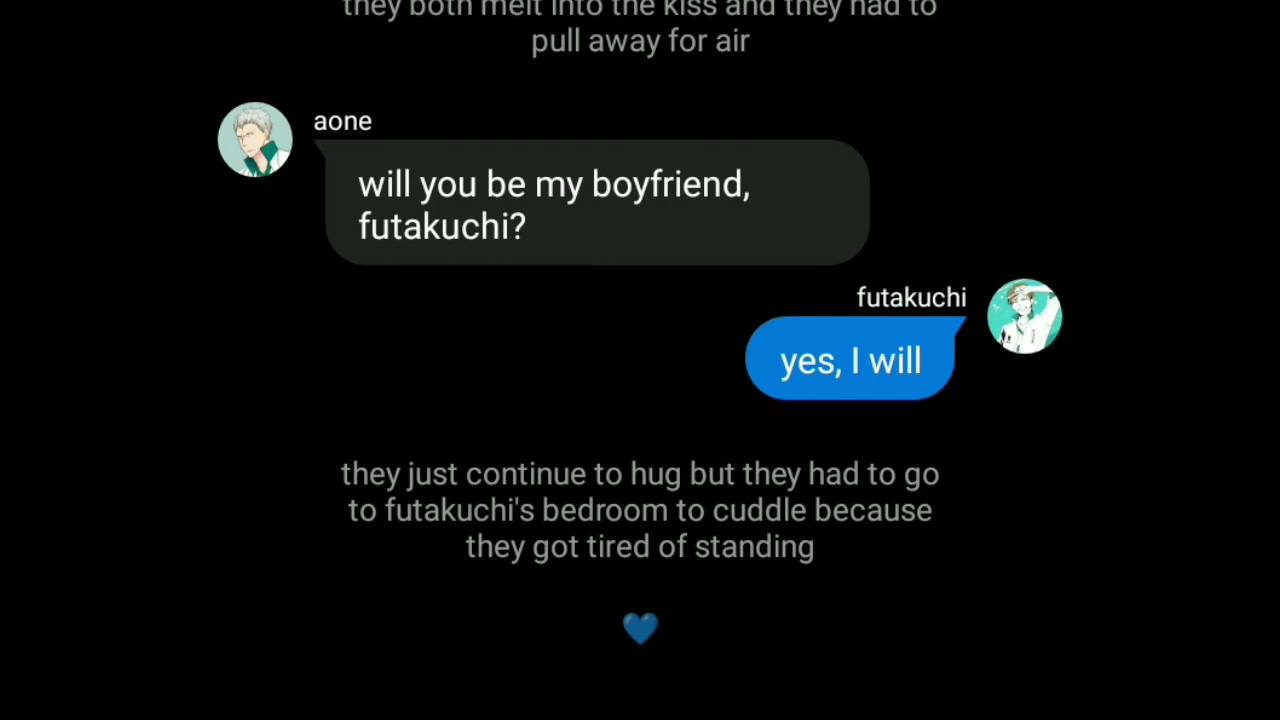 they both melt into the kiss and they had to
pull away for air
aone
will you be my boyfriend,
futakuchi?
futakuchi
yes, I will
they just continue to hug but they had to go
to futakuchi's bedroom to cuddle because
they got tired of standing
💙